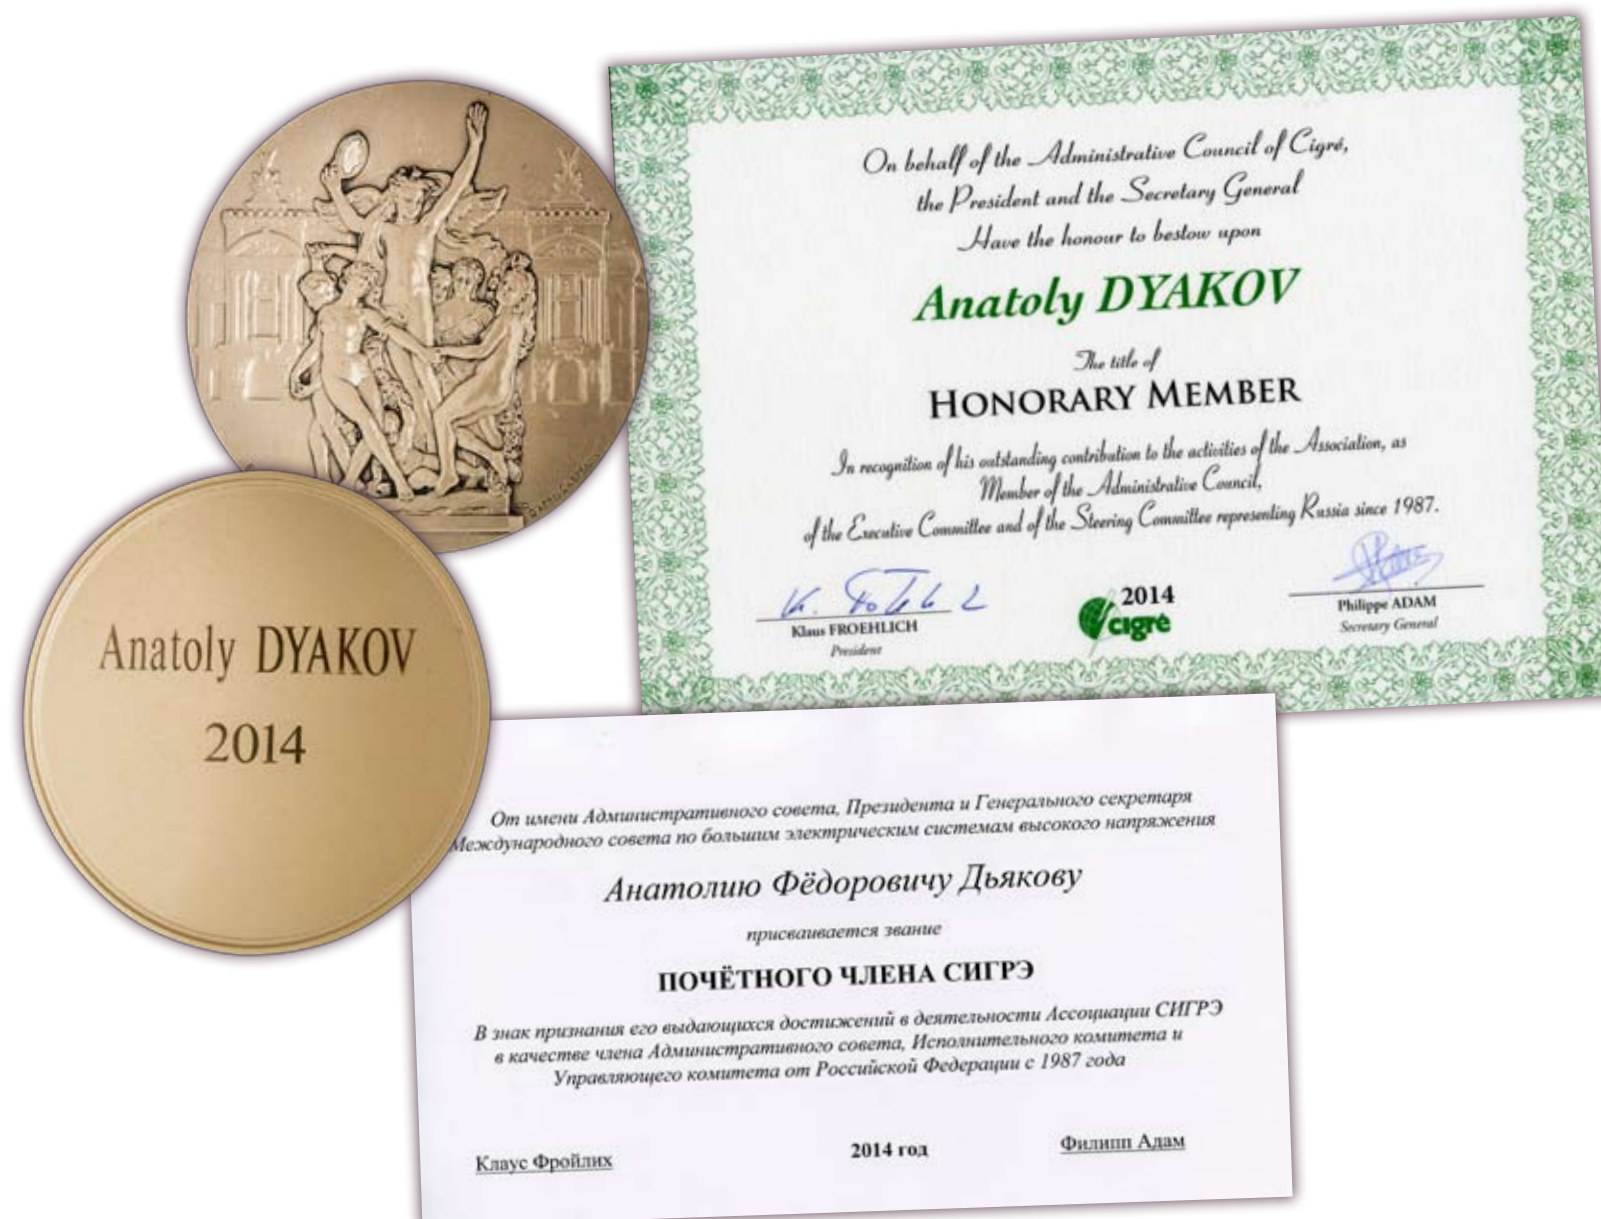 On behalf of the Administrative Council of Cigré,
the President and the Secretary General
Have the honour to bestow upon
Anatoly DYAKOV
The title of
HONORARY MEMBER
In recognition of his outstanding contribution to the activities of the Association, as
Member of the Administrative Council,
of the Executive Committee and of the Steering Committee representing Russia since 1987.
Klaus FROEHLICH
President
2014
cigré
Philippe ADAM
Secretary General
Anatoly DYAKOV
2014
От имени Административного совета, Президента и Генерального секретаря
Международного совета по большим электрическим системам высокого напряжения
Анатолию Фёдоровичу Дьякову
присваивается звание
ПОЧЁТНОГО ЧЛЕНА СИГРЭ
В знак признания его выдающихся достижений в деятельности Ассоциации СИГРЭ
в качестве члена Административного совета, Исполнительного комитета и
Управляющего комитета от Российской Федерации с 1987 года
Клаус Фройлих
2014 год
Филипп Адам